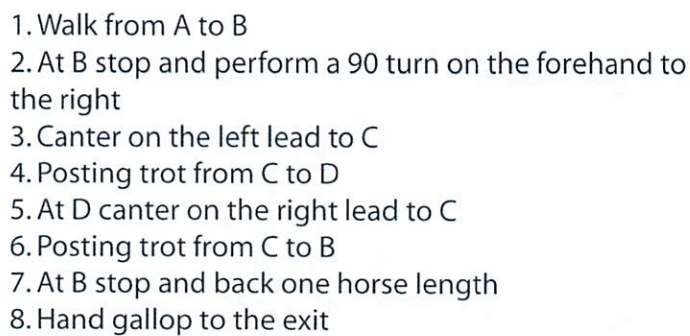 1. Walk from A to B
2. At B stop and perform a 90 turn on the forehand to
the right
3. Canter on the left lead to C
4. Posting trot from C to D
5. At D canter on the right lead to C
6. Posting trot from C to B
7. At B stop and back one horse length
8. Hand gallop to the exit